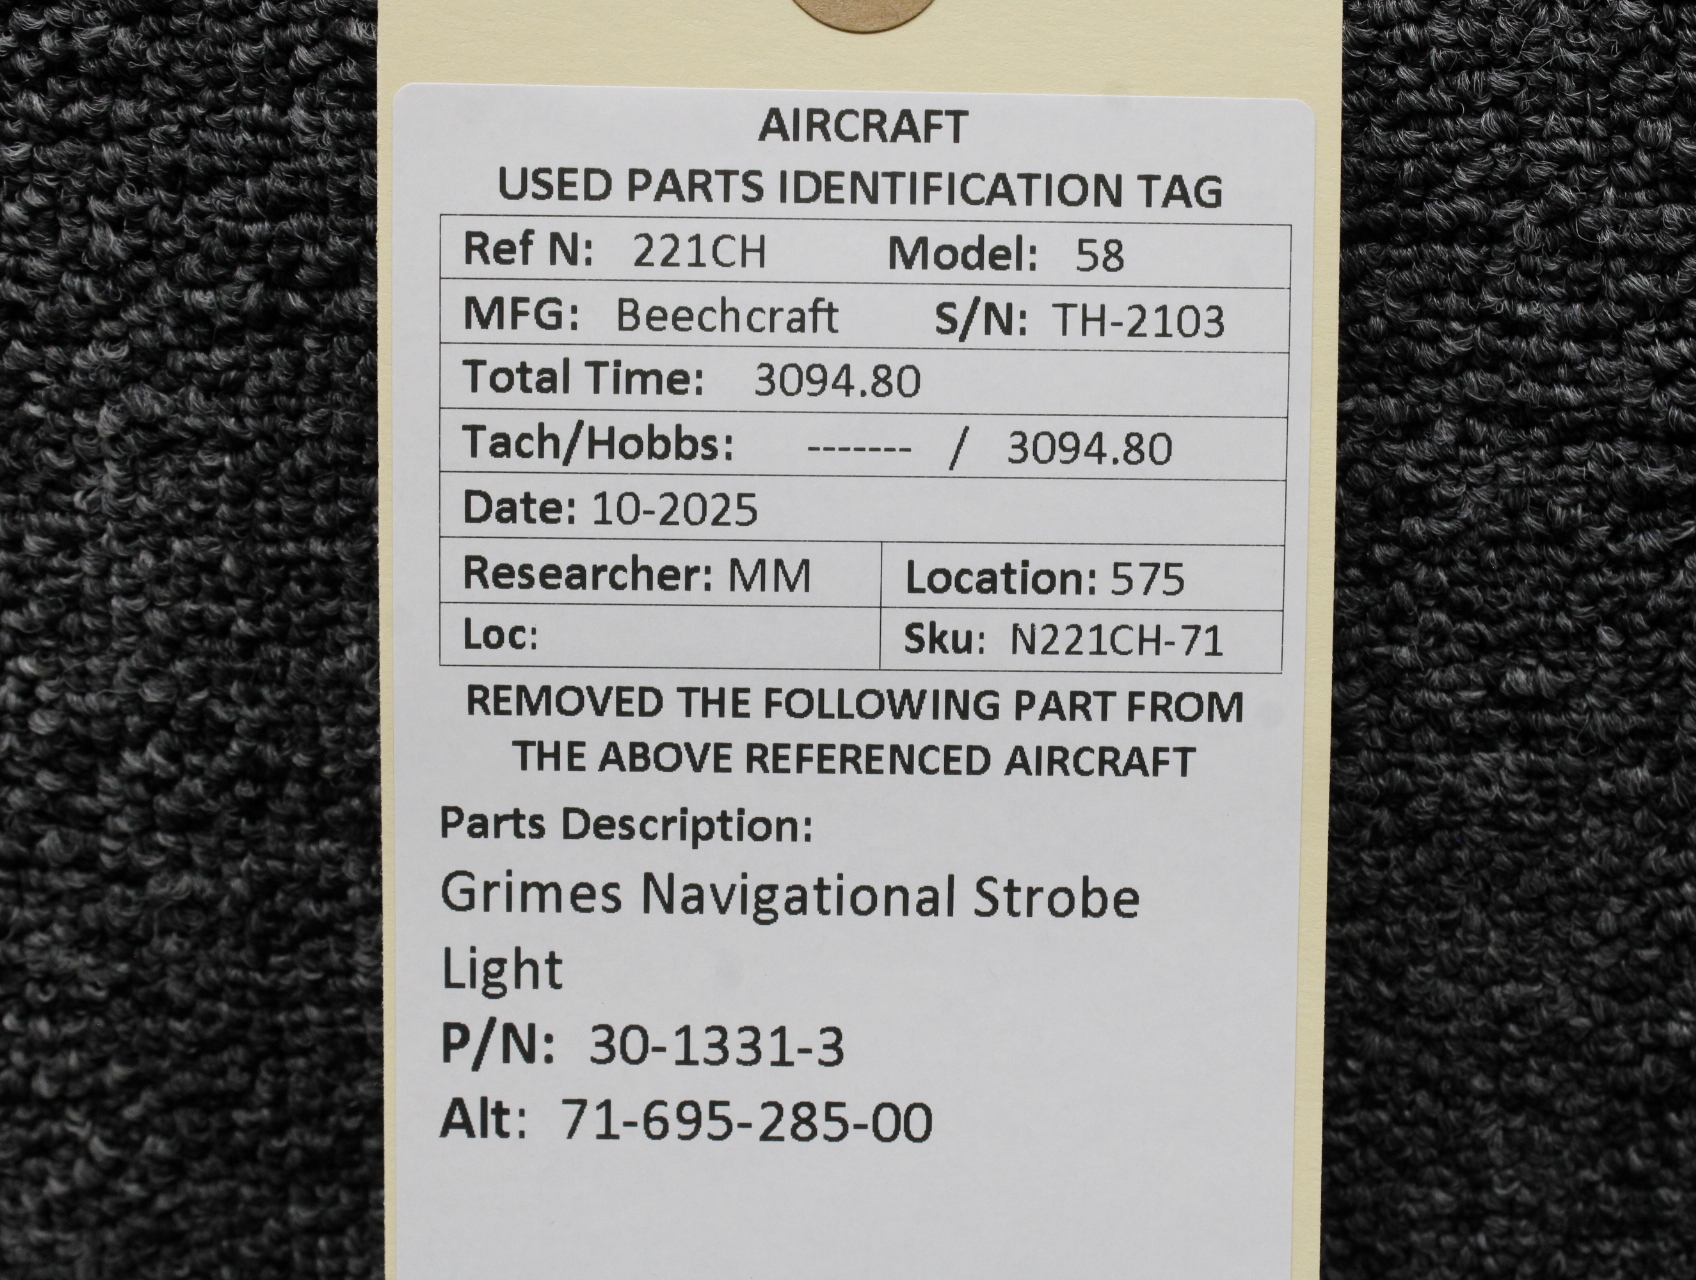 AIRCRAFT
USED PARTS IDENTIFICATION TAG
Ref N: 221CH Model: 58
MFG: Beechcraft S/N: TH-2103
Total Time: 3094.80
Tach/Hobbs: ------- / 3094.80
Date: 10-2025
Researcher: MM Location: 575
Loc: Sku: N221CH-71
REMOVED THE FOLLOWING PART FROM
THE ABOVE REFERENCED AIRCRAFT
Parts Description:
Grimes Navigational Strobe
Light
P/N: 30-1331-3
Alt: 71-695-285-00